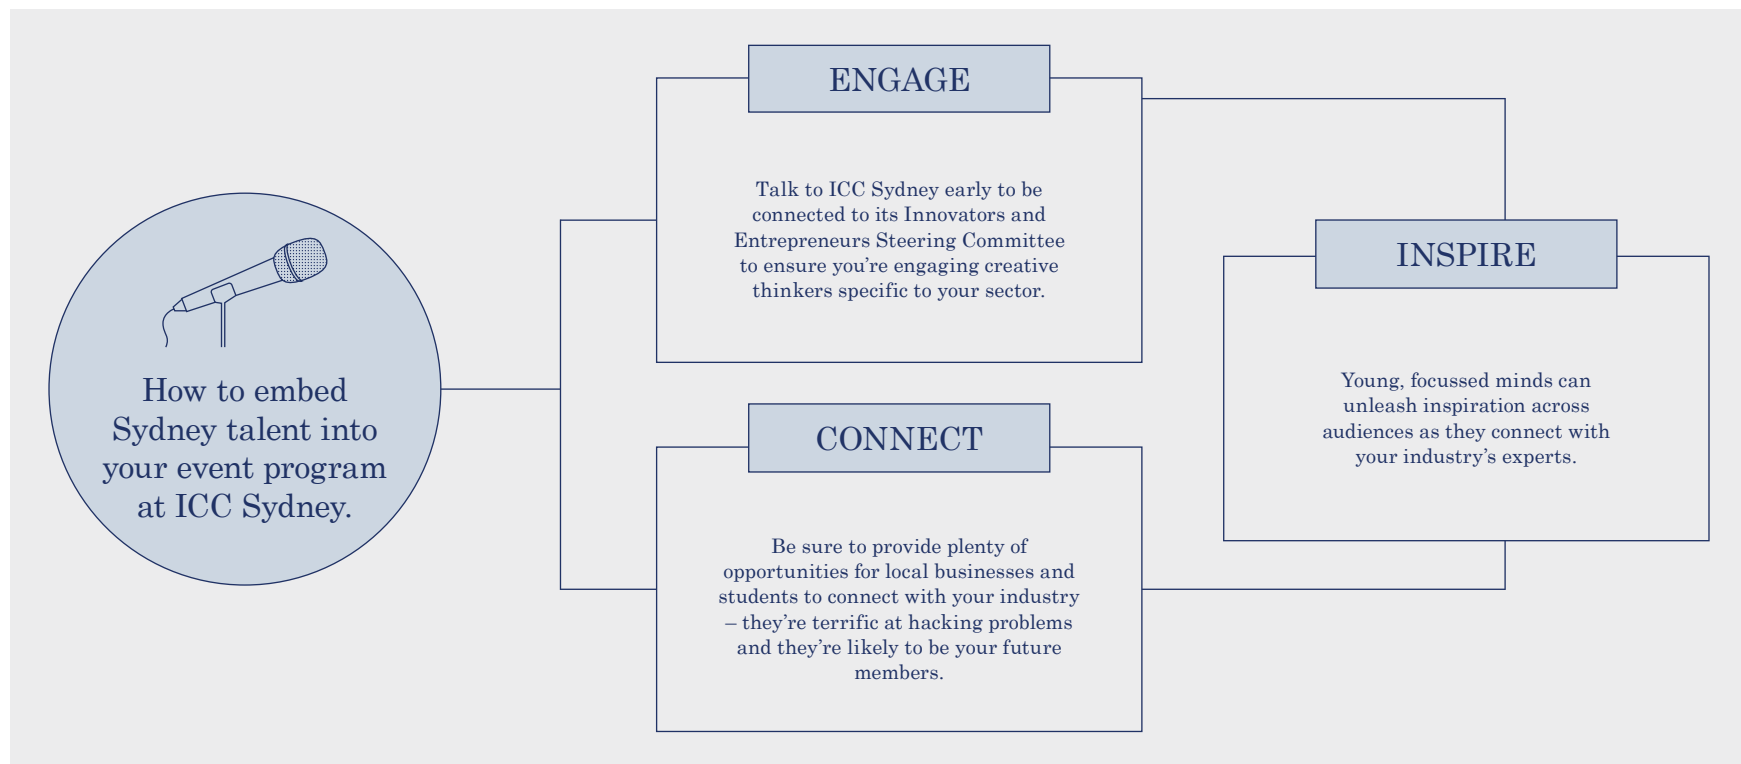 How to embed
Sydney talent into
your event program
at ICC Sydney.
ENGAGE
Talk to ICC Sydney early to be
connected to its Innovators and
Entrepreneurs Steering Committee
to ensure you’re engaging creative
thinkers specific to your sector.
CONNECT
Be sure to provide plenty of
opportunities for local businesses and
students to connect with your industry
– they’re terrific at hacking problems
and they’re likely to be your future
members.
INSPIRE
Young, focussed minds can
unleash inspiration across
audiences as they connect with
your industry’s experts.